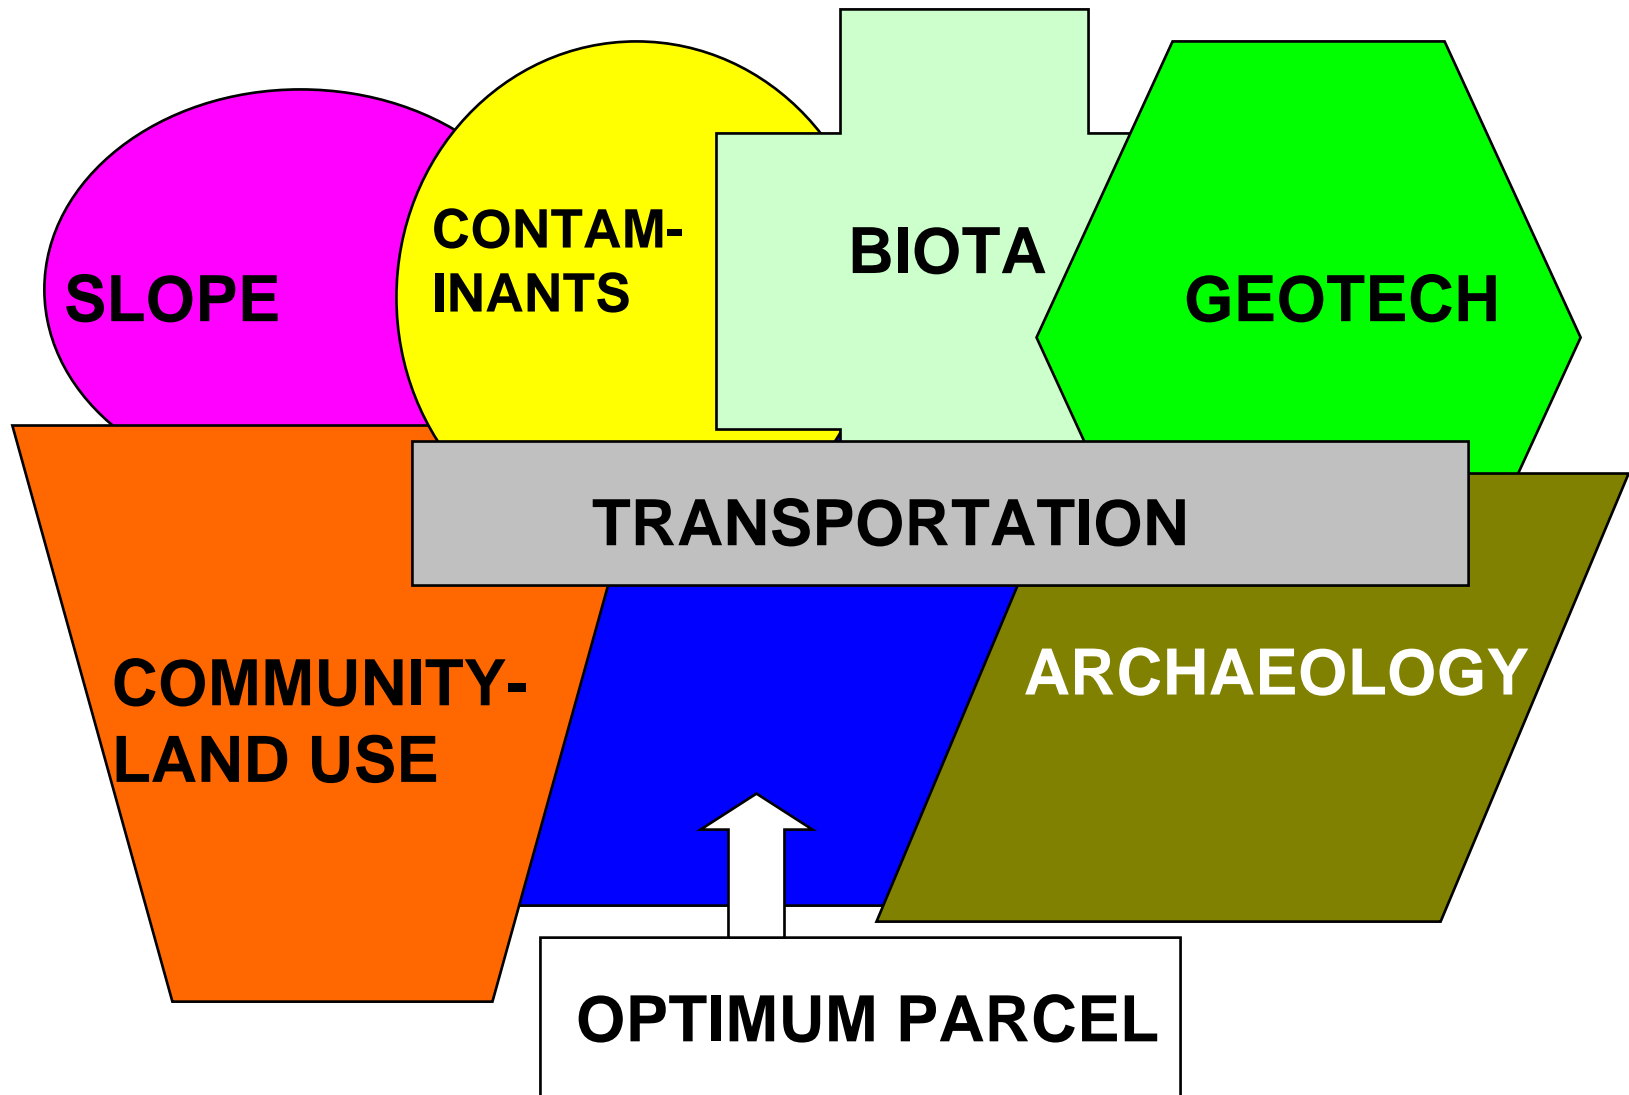 SLOPE
CONTAM-
INANTS
BIOTA
GEOTECH
TRANSPORTATION
COMMUNITY-
LAND USE
ARCHAEOLOGY
OPTIMUM PARCEL